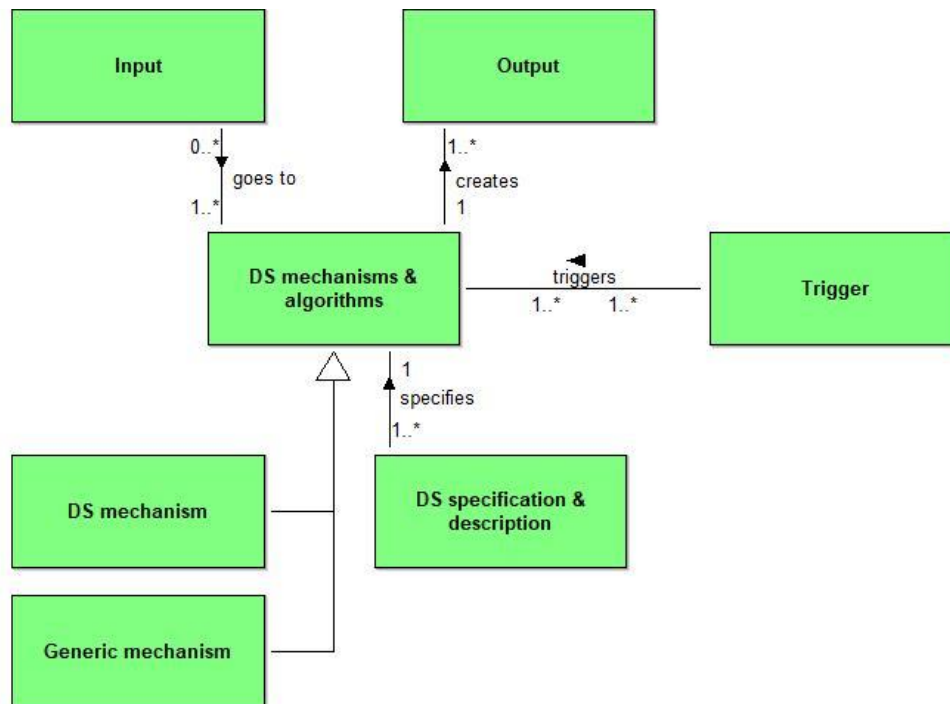 Input
Output
0..*
goes to
1..*
1..*
creates
1
DS mechanisms &
algorithms
triggers
1..*
1..*
Trigger
1
specifies
1..*
DS mechanism
DS specification &
description
Generic mechanism